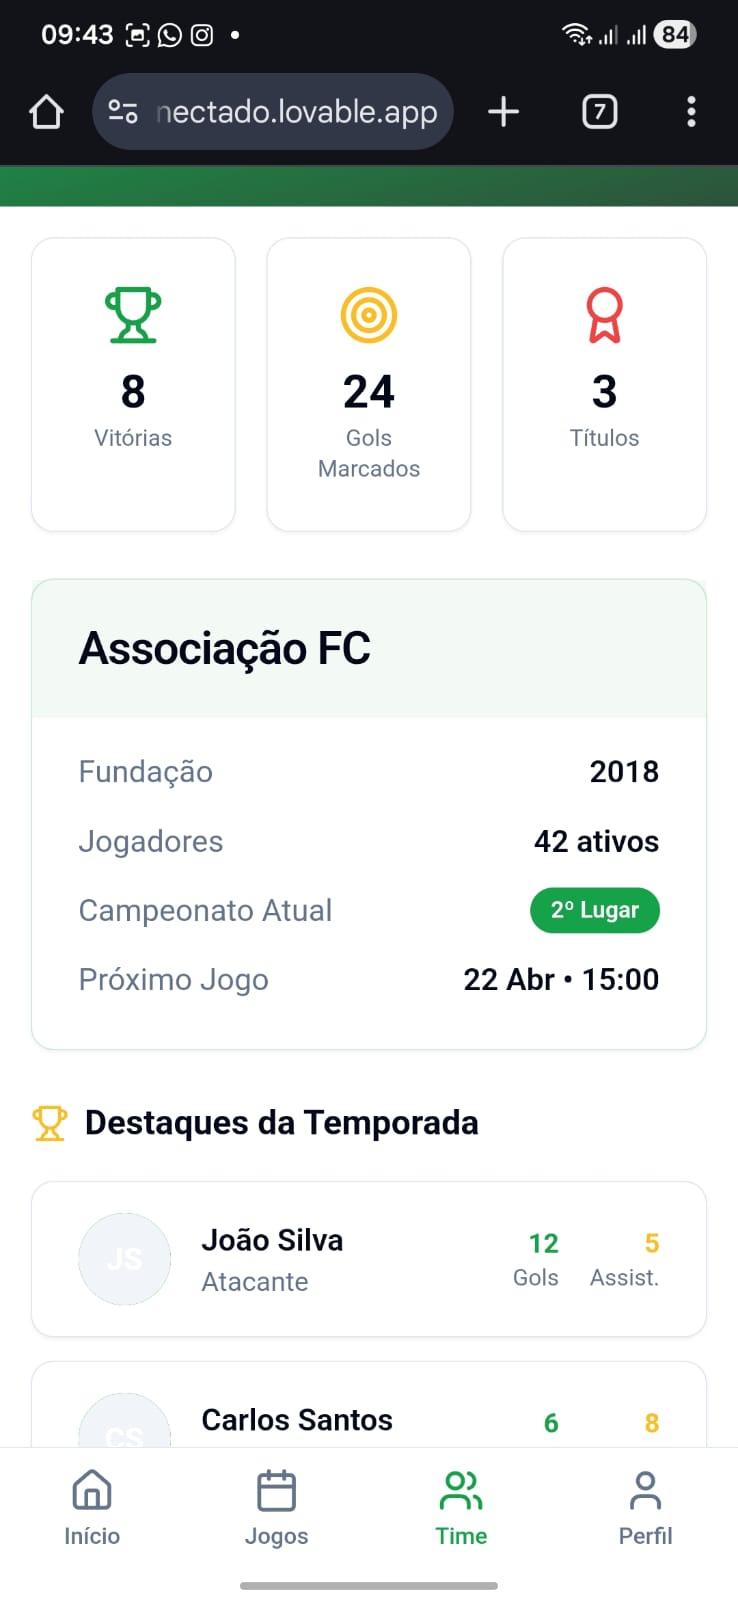 09:43
84
nectado.lovable.app
7
8
Vitórias
24
Gols
Marcados
3
Títulos
Associação FC
Fundação 2018
Jogadores 42 ativos
Campeonato Atual 2º Lugar
Próximo Jogo 22 Abr • 15:00
Destaques da Temporada
JS
João Silva
Atacante
12
Gols
5
Assist.
CS
Carlos Santos
6
8
Início
Jogos
Time
Perfil